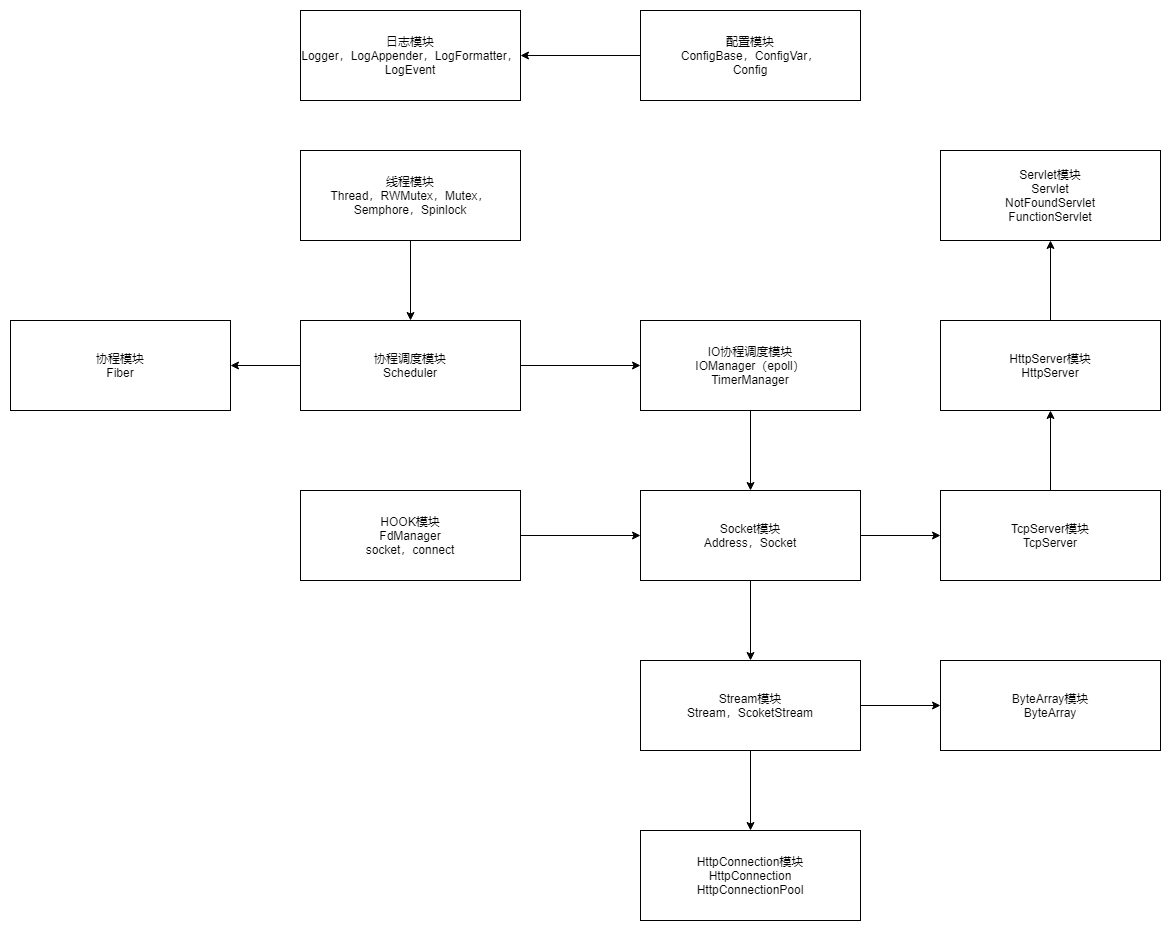 日志模块
Logger，LogAppender，LogFormatter，
LogEvent
配置模块
ConfigBase，ConfigVar，
Config
线程模块
Thread，RWMutex，Mutex，
Semphore，Spinlock
Servlet模块
Servlet
NotFoundServlet
FunctionServlet
协程模块
Fiber
协程调度模块
Scheduler
IO协程调度模块
IOManager（epoll）
TimerManager
HttpServer模块
HttpServer
HOOK模块
FdManager
socket，connect
Socket模块
Address，Socket
TcpServer模块
TcpServer
Stream模块
Stream，ScoketStream
ByteArray模块
ByteArray
HttpConnection模块
HttpConnection
HttpConnectionPool